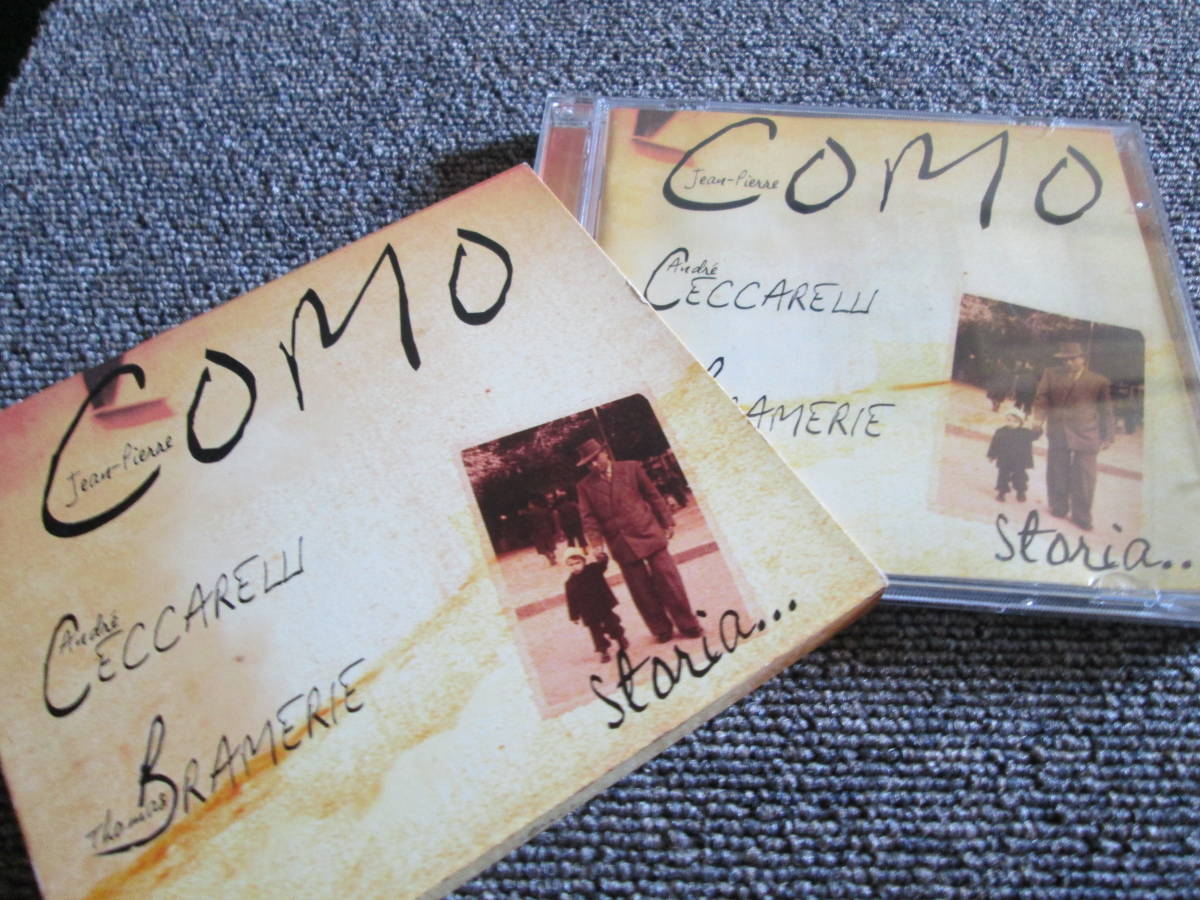 Jean-Pierre COMO
André CECCARELLI
Thomas BRAMERIE
Storia...
Jean-Pierre COMO
André CECCARELLI
BRAMERIE
Storia...